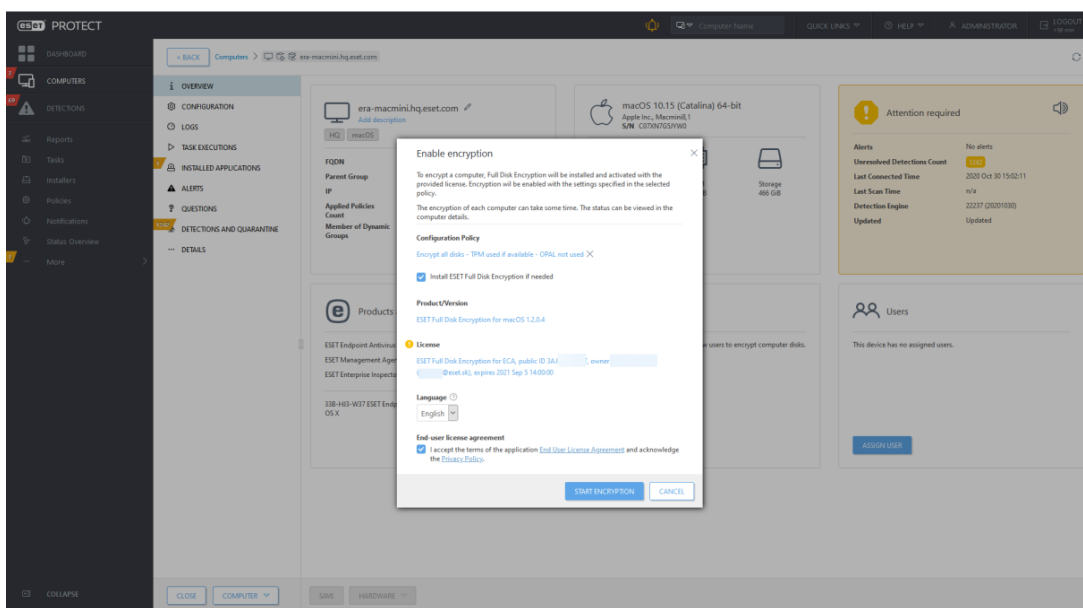 eset PROTECT
Computer Name
QUICK LINKS
HELP
ADMINISTRATOR
LOGOUT
DASHBOARD
COMPUTERS
DETECTIONS
Reports
Tasks
Installers
Policies
Notifications
Status Overview
More
COLLAPSE
< BACK
Computers > era-macmini.hq.eset.com
OVERVIEW
CONFIGURATION
LOGS
TASK EXECUTIONS
INSTALLED APPLICATIONS
ALERTS
QUESTIONS
DETECTIONS AND QUARANTINE
DETAILS
era-macmini.hq.eset.com
Add description
HQ macOS
FQDN
Parent Group
IP
Applied Policies
Count
Member of Dynamic
Groups
macOS 10.15 (Catalina) 64-bit
Apple Inc., Macmini8,1
Storage
466 GiB
Attention required
Alerts No alerts
Unresolved Detections Count
Last Connected Time 2020 Oct 30 15:02:11
Last Scan Time n/a
Detection Engine 22237 (20201030)
Updated Updated
Enable encryption
To encrypt a computer, Full Disk Encryption will be installed and activated with the
provided license. Encryption will be enabled with the settings specified in the selected
policy.
The encryption of each computer can take some time. The status can be viewed in the
computer details.
Configuration Policy
Encrypt all disks - TPM used if available - OPAL not used
Install ESET Full Disk Encryption if needed
Product/Version
ESET Full Disk Encryption for macOS 1.2.0.4
License
ESET Full Disk Encryption for ECA, public ID 3A , owner
( @eset.sk), expires 2021 Sep 5 14:00:00
Language
English
End-user license agreement
I accept the terms of the application End User License Agreement and acknowledge
the Privacy Policy.
START ENCRYPTION
CANCEL
Products
ESET Endpoint Antivirus
ESET Management Age
ESET Enterprise Inspecto
OS X
users to encrypt computer disks.
Users
This device has no assigned users.
ASSIGN USER
CLOSE
COMPUTER
SAVE
HARDWARE